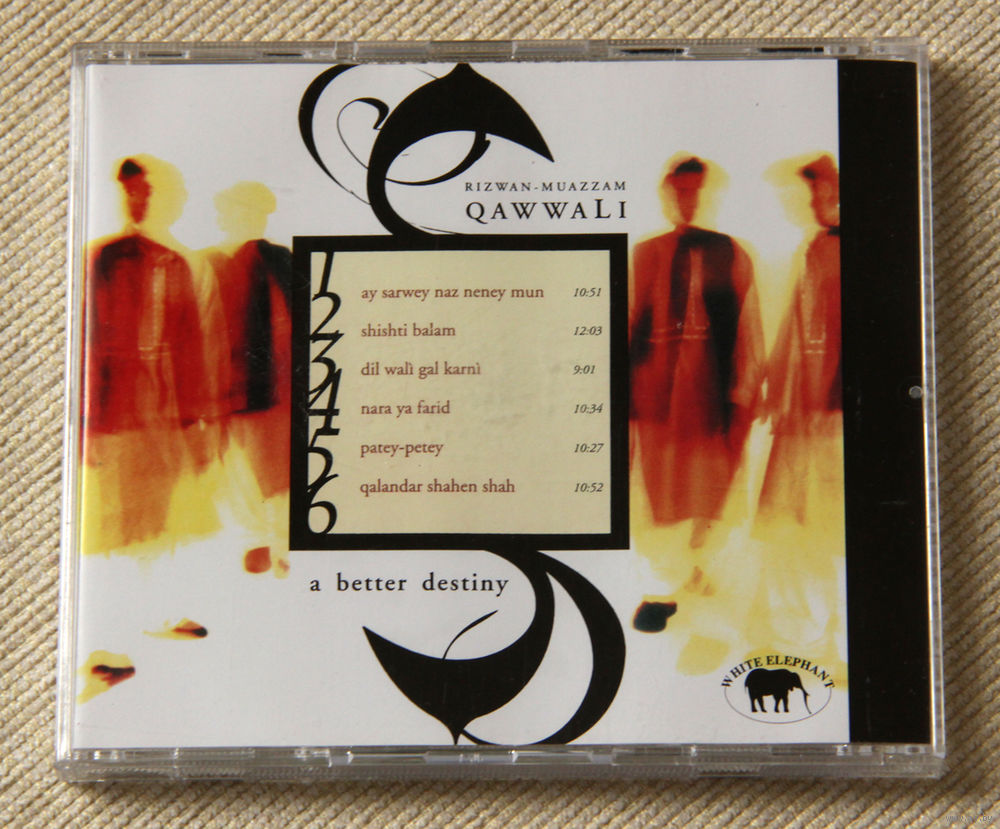 RIZWAN-MUAZZAM
QAWWALI
1 ay sarwey naz neney mun 10:51
2 shishti balam 12:03
3 dil walì gal karnì 9:01
4 nara ya farid 10:34
5 patey-petey 10:27
6 qalandar shahen shah 10:52
a better destiny
WHITE ELEPHANT